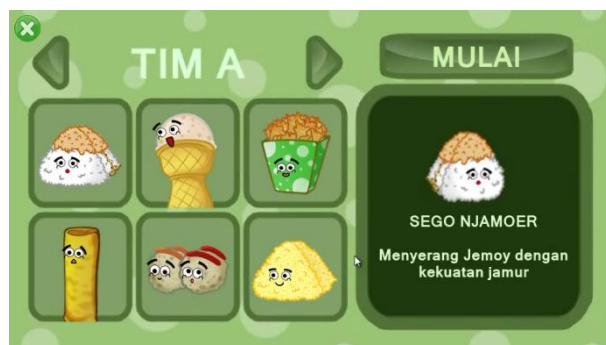 TIM A
MULAI
SEGO NJAMOER
Menyerang Jemoy dengan
kekuatan jamur